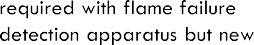 required with flame failure
detection apparatus but new